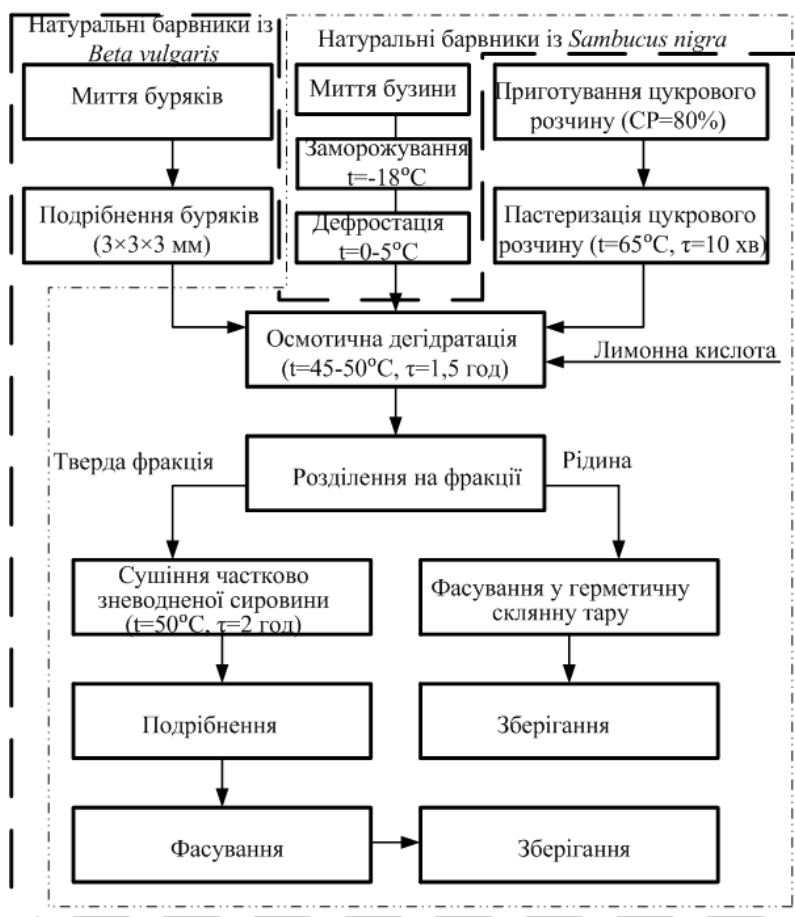 Натуральні барвники із
Beta vulgaris
Натуральні барвники із Sambucus nigra
Миття буряків
Миття бузини
Приготування цукрового
розчину (СР=80%)
Заморожування
t=-18°С
Подрібнення буряків
(3×3×3 мм)
Дефростація
t=0-5°С
Пастеризація цукрового
розчину (t=65°С, τ=10 хв)
Осмотична дегідратація
(t=45-50°С, τ=1,5 год)
Лимонна кислота
Тверда фракція
Розділення на фракції
Рідина
Сушіння частково
зневодненої сировини
(t=50°С, τ=2 год)
Фасування у герметичну
склянну тару
Подрібнення
Зберігання
Фасування
Зберігання